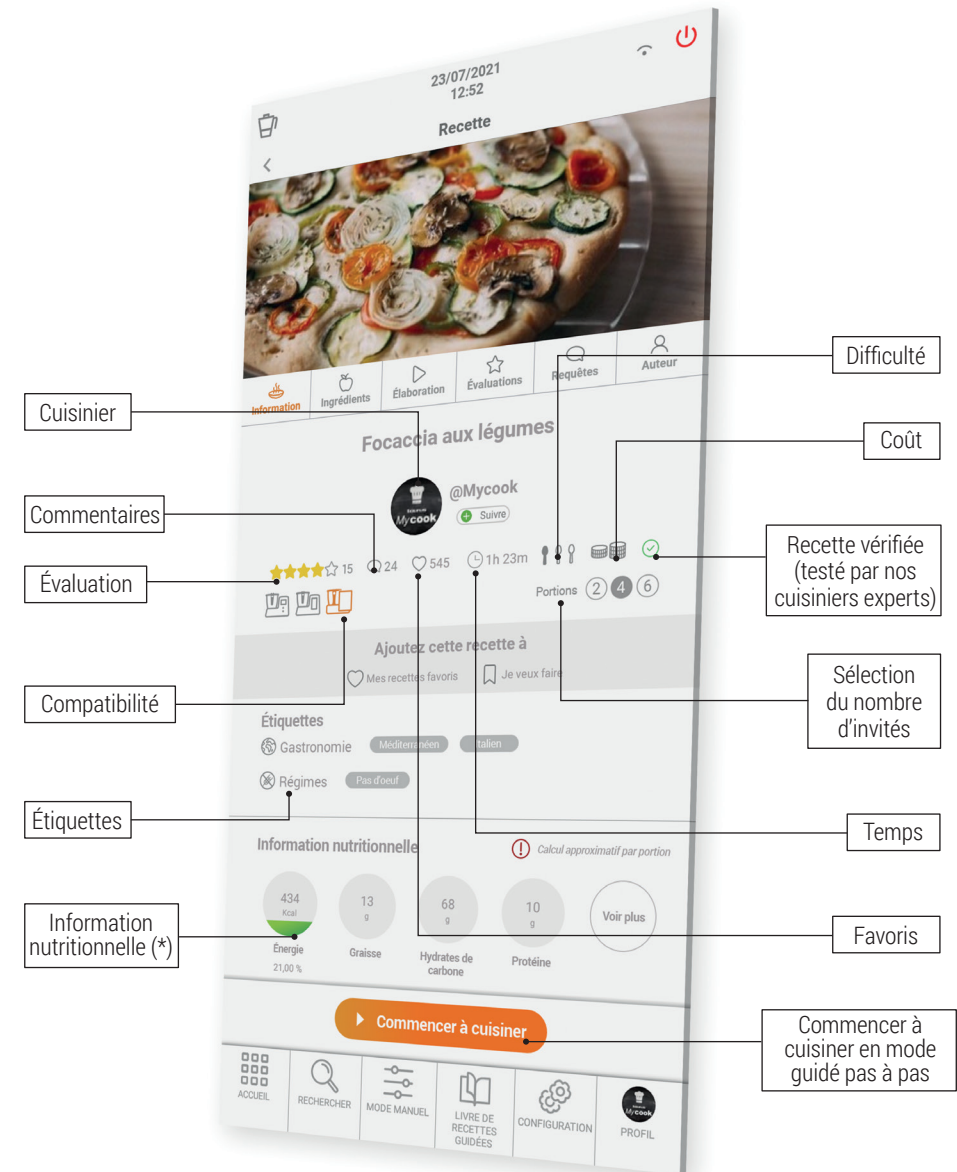 23/07/2021
12:52
Recette
Information
Ingrédients
Élaboration
Évaluations
Requêtes
Auteur
Difficulté
Cuisinier
Focaccia aux légumes
Coût
@Mycook
Mycook
Suivre
Commentaires
Recette vérifiée
(testé par nos
cuisiniers experts)
15
24
545
1h 23m
Évaluation
Portions 2 4 6
Ajoutez cette recette à
Mes recettes favoris
Je veux faire
Compatibilité
Sélection
du nombre
d'invités
Étiquettes
Gastronomie
Méditerranéen
Italien
Régimes
Pas d'oeuf
Étiquettes
Temps
Information nutritionnelle
Calcul approximatif par portion
434
Kcal
Énergie
21,00 %
13
g
Graisse
68
g
Hydrates de
carbone
10
g
Protéine
Voir plus
Information
nutritionnelle (*)
Favoris
Commencer à cuisiner
Commencer à
cuisiner en mode
guidé pas à pas
ACCUEIL
RECHERCHER
MODE MANUEL
LIVRE DE
RECETTES
GUIDÉES
CONFIGURATION
Mycook
PROFIL